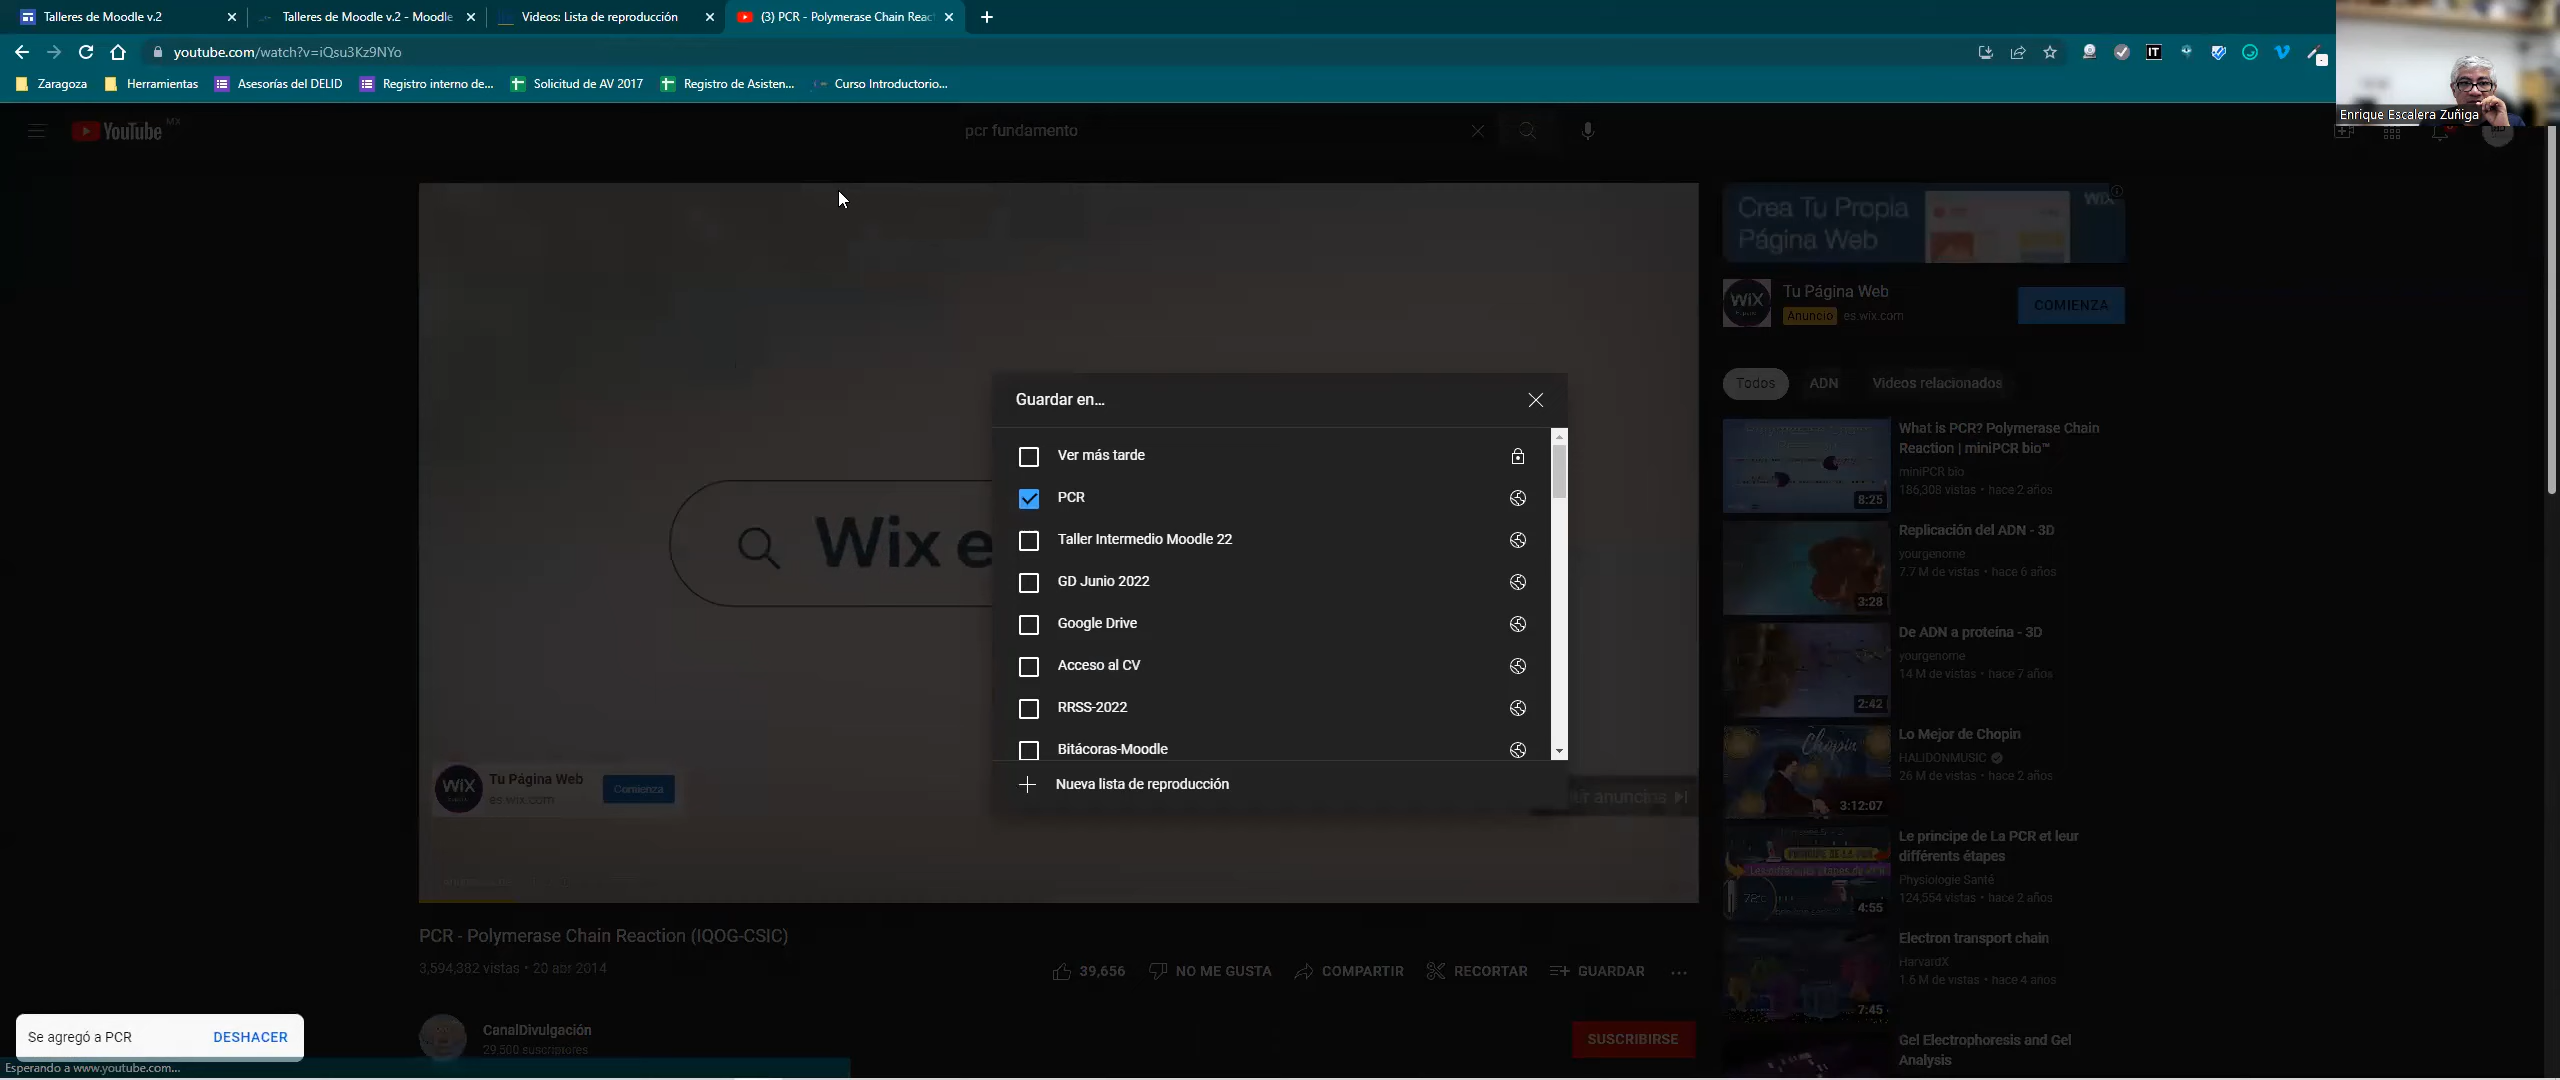 Talleres de Moodle v.2
Talleres de Moodle v.2 - Moodle
Videos: Lista de reproducción
(3) PCR - Polymerase Chain Reac
youtube.com/watch?v=iQsu3Kz9NYo
Zaragoza
Herramientas
Asesorías del DELID
Registro interno de...
Solicitud de AV 2017
Registro de Asisten...
Curso Introductorio...
Enrique Escalera Zuñiga
YouTube MX
pcr fundamento
Crea Tu Propia
Página Web
WiX
WiX
Tu Página Web
Anuncio es.wix.com
COMIENZA
Todos
ADN
Videos relacionados
Guardar en...
Ver más tarde
PCR
Taller Intermedio Moodle 22
GD Junio 2022
Google Drive
Acceso al CV
RRSS-2022
Bitácoras-Moodle
Nueva lista de reproducción
Wix e
WiX
Tu Página Web
es.wix.com
Comienza
ir anuncios
What is PCR? Polymerase Chain
Reaction | miniPCR bio™
miniPCR bio
186,308 vistas • hace 2 años
8:25
Replicación del ADN - 3D
yourgenome
7.7 M de vistas • hace 6 años
3:28
De ADN a proteína - 3D
yourgenome
14 M de vistas • hace 7 años
2:42
Lo Mejor de Chopin
HALIDONMUSIC
26 M de vistas • hace 2 años
Chopin
3:12:07
Le principe de La PCR et leur
différents étapes
Physiologie Santé
124,554 vistas • hace 2 años
72°C
4:55
Electron transport chain
HarvardX
1.6 M de vistas • hace 4 años
7:45
Gel Electrophoresis and Gel
Analysis
PCR - Polymerase Chain Reaction (IQOG-CSIC)
3,594,382 vistas • 20 abr 2014
39,656
NO ME GUSTA
COMPARTIR
RECORTAR
GUARDAR
CanalDivulgación
29,500 suscriptores
SUSCRIBIRSE
Se agregó a PCR
DESHACER
Esperando a www.youtube.com...